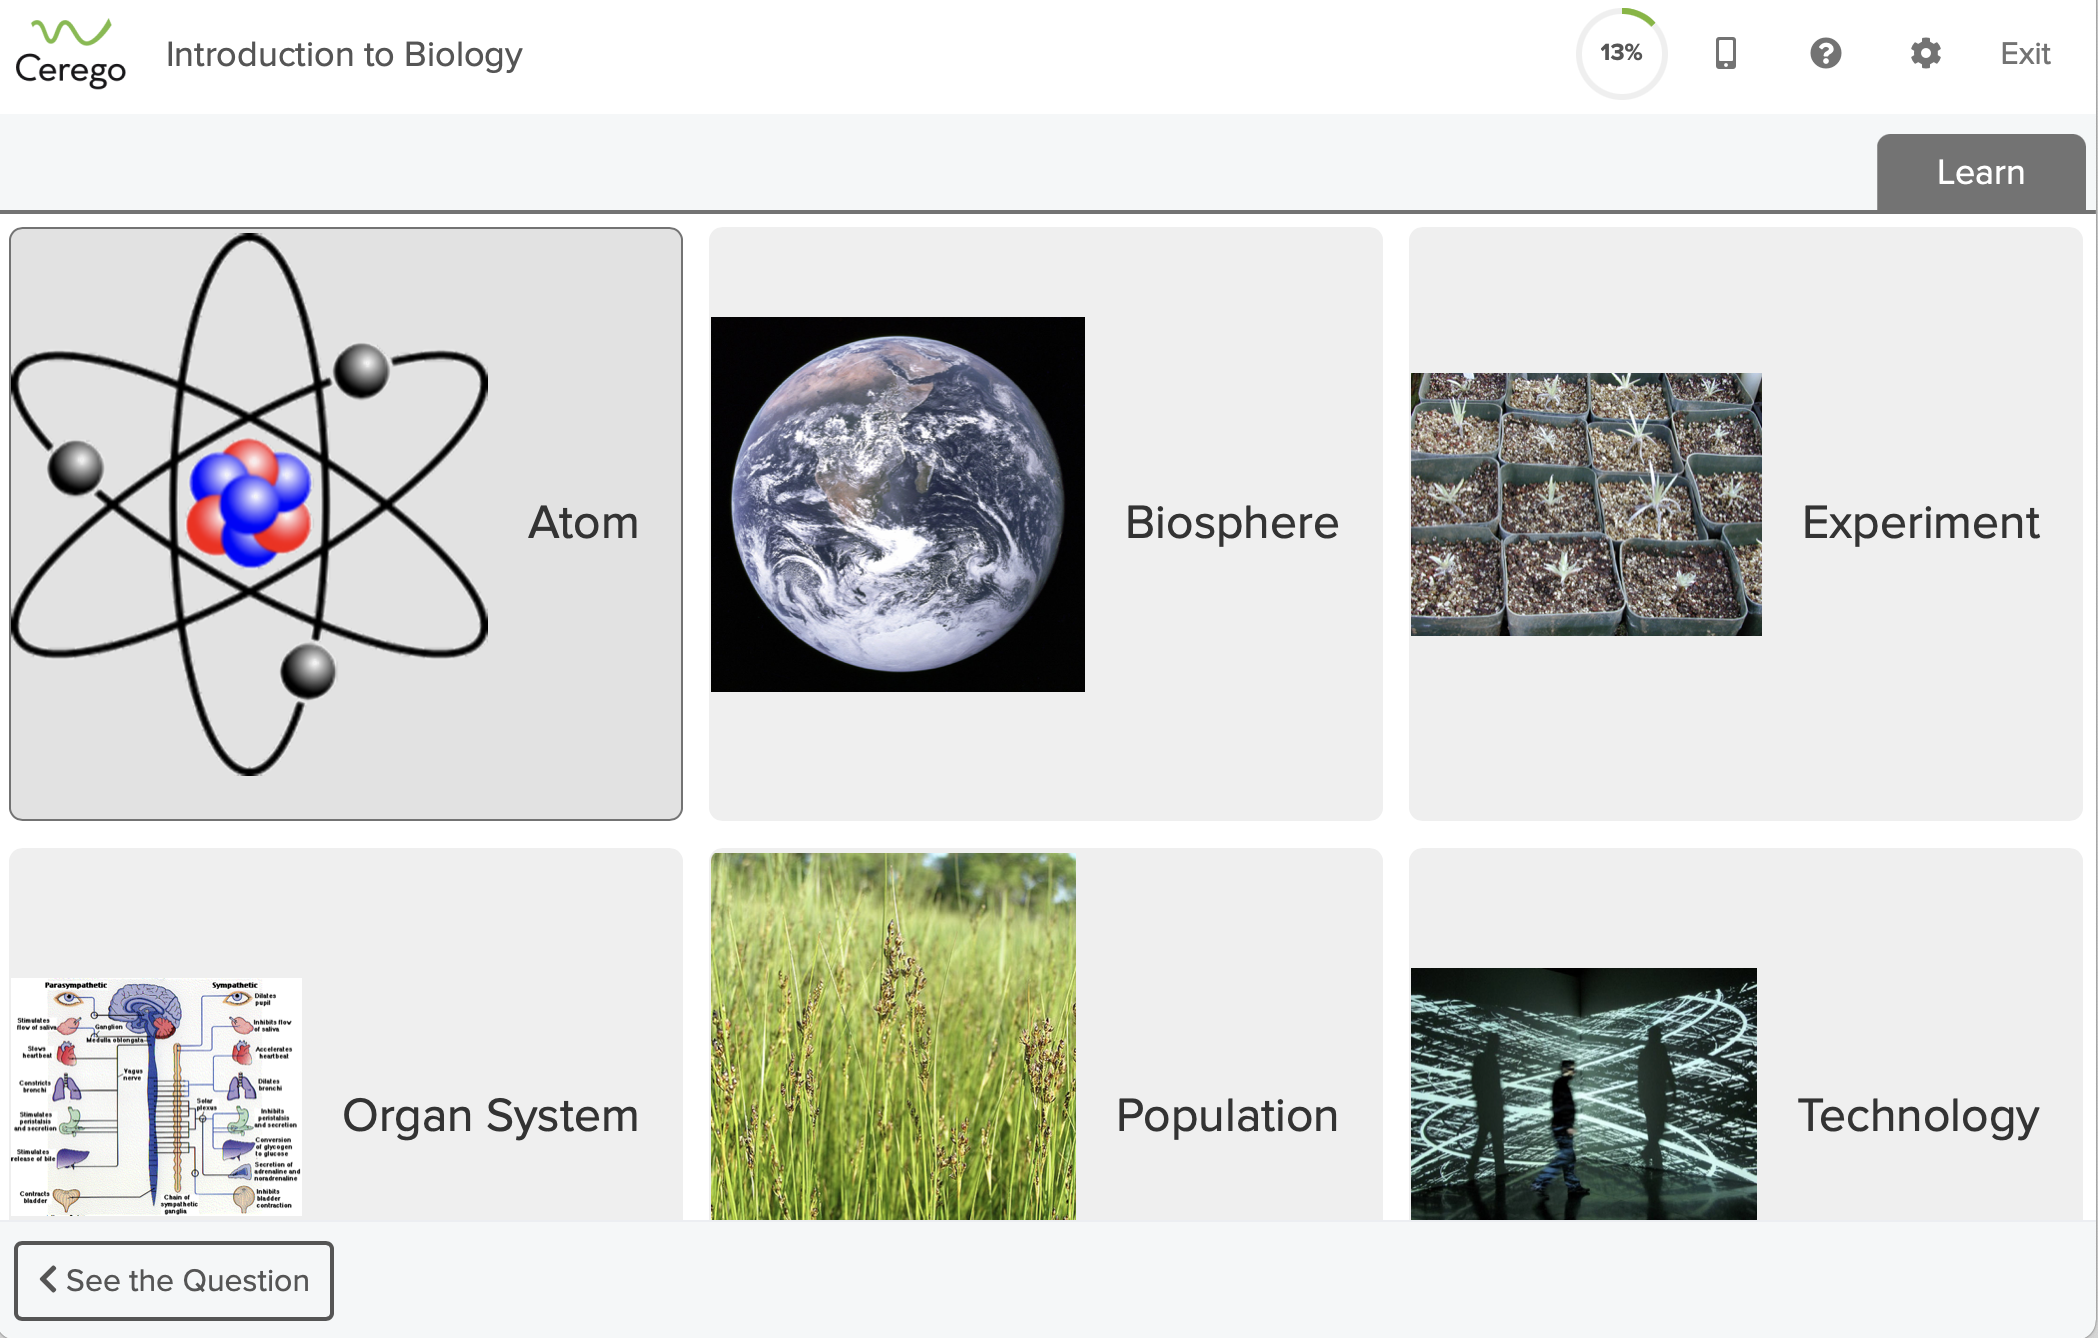 Cerego
Introduction to Biology
13%
Exit
Learn
Atom
Biosphere
Experiment
Parasympathetic
Sympathetic
Dilates
pupil
Stimulates
flow of saliva
Ganglion
Medulla oblongata
Inhibits flow
of saliva
Slows
heartbeat
Accelerates
heartbeat
Vagus
nerve
Constricts
bronchi
Dilates
bronchi
Solar
plexus
Stimulates
peristalsis
and secretion
Inhibits
peristalsis
and secretion
Stimulates
release of bile
Conversion
of glycogen
to glucose
Secretion of
adrenaline and
noradrenaline
Contracts
bladder
Chain of
sympathetic
ganglia
Inhibits
bladder
contraction
Organ System
Population
Technology
See the Question